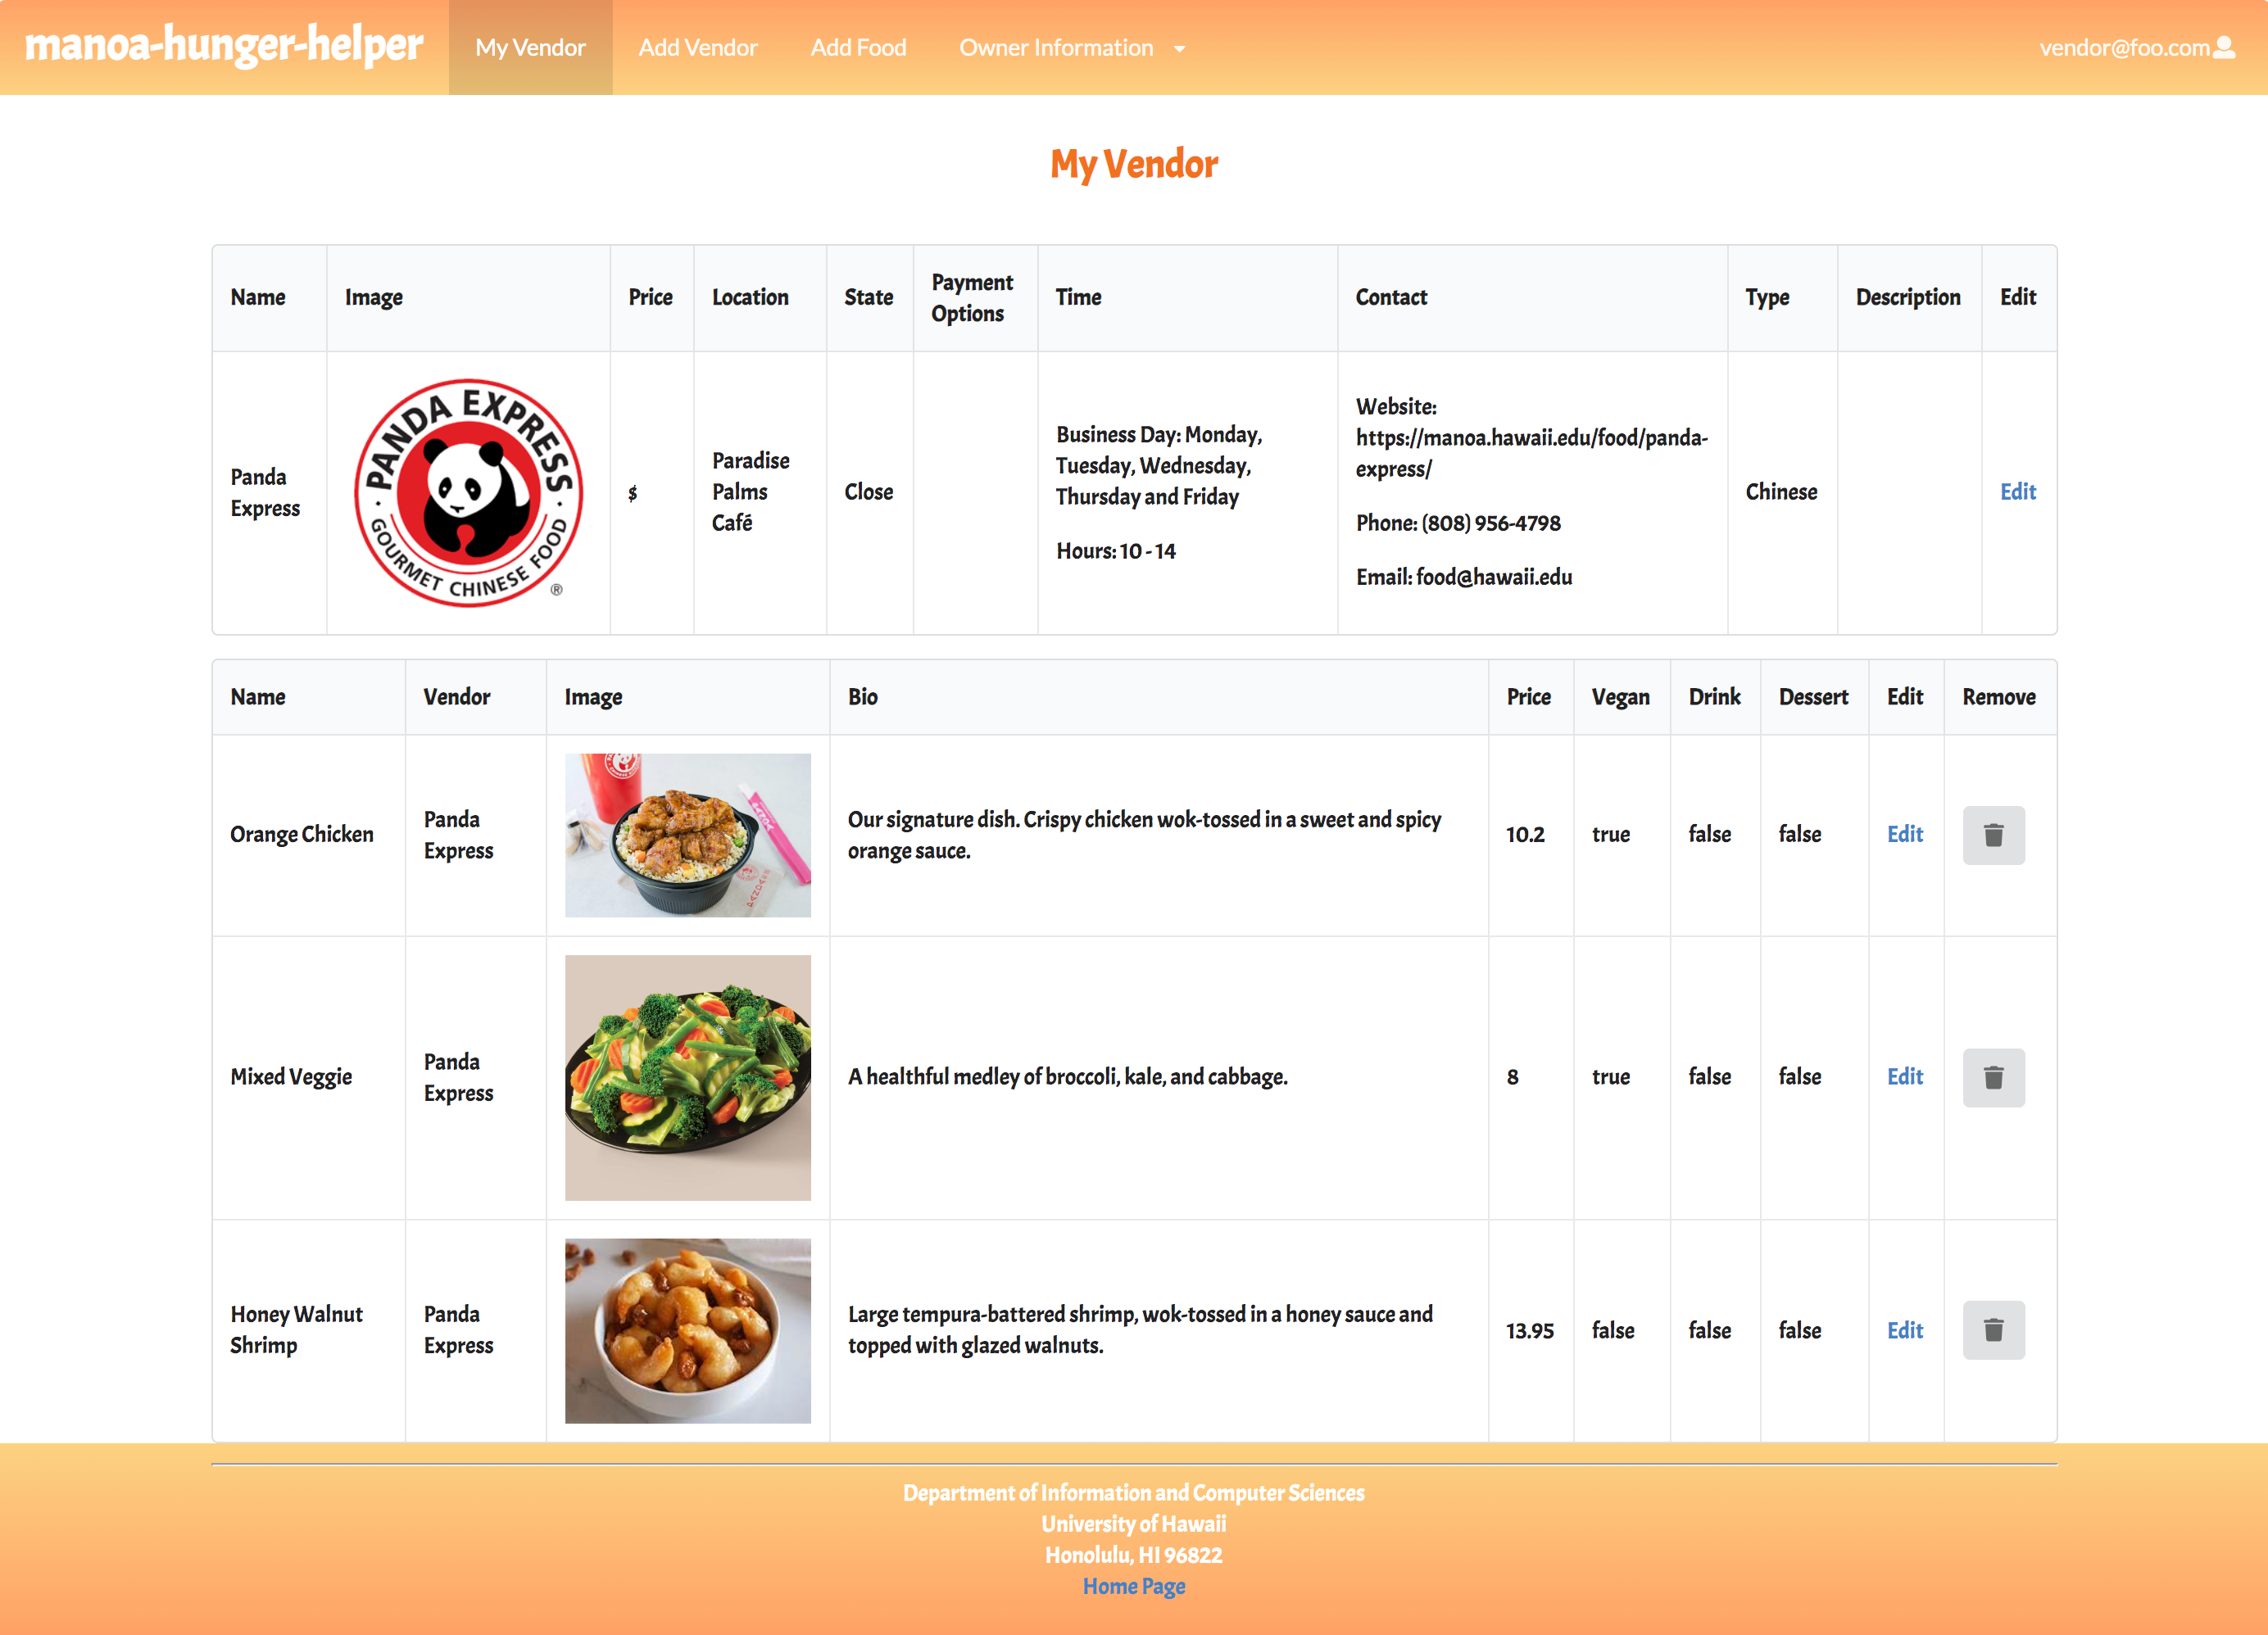 manoa-hunger-helper My Vendor Add Vendor Add Food Owner Information vendor@foo.com
My Vendor
Name Image Price Location State Payment Options Time Contact Type Description Edit
Panda
Express
PANDA EXPRESS
GOURMET CHINESE FOOD
®
$
Paradise
Palms
Café
Close
Business Day: Monday,
Tuesday, Wednesday,
Thursday and Friday
Hours: 10 - 14
Website:
https://manoa.hawaii.edu/food/panda-
express/
Phone: (808) 956-4798
Email: food@hawaii.edu
Chinese
Edit
Name Vendor Image Bio Price Vegan Drink Dessert Edit Remove
Orange Chicken
Panda
Express
Our signature dish. Crispy chicken wok-tossed in a sweet and spicy
orange sauce.
10.2 true false false Edit
Mixed Veggie
Panda
Express
A healthful medley of broccoli, kale, and cabbage.
8 true false false Edit
Honey Walnut
Shrimp
Panda
Express
Large tempura-battered shrimp, wok-tossed in a honey sauce and
topped with glazed walnuts.
13.95 false false false Edit
Department of Information and Computer Sciences
University of Hawaii
Honolulu, HI 96822
Home Page